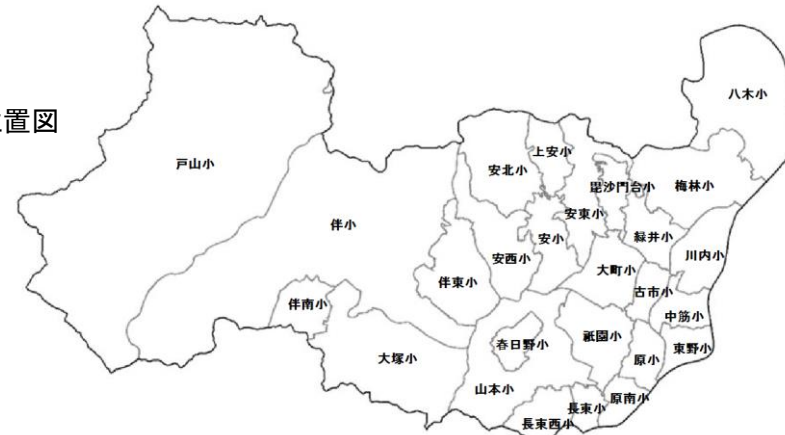 置図
八木小
上安小
戸山小
安北小
毘沙門台小
梅林小
安東小
伴小
安小
緑井小
安西小
川内小
大町小
伴東小
古市小
伴南小
中筋小
春日野小
祇園小
東野小
大塚小
原小
山本小
原南小
長束小
長束西小